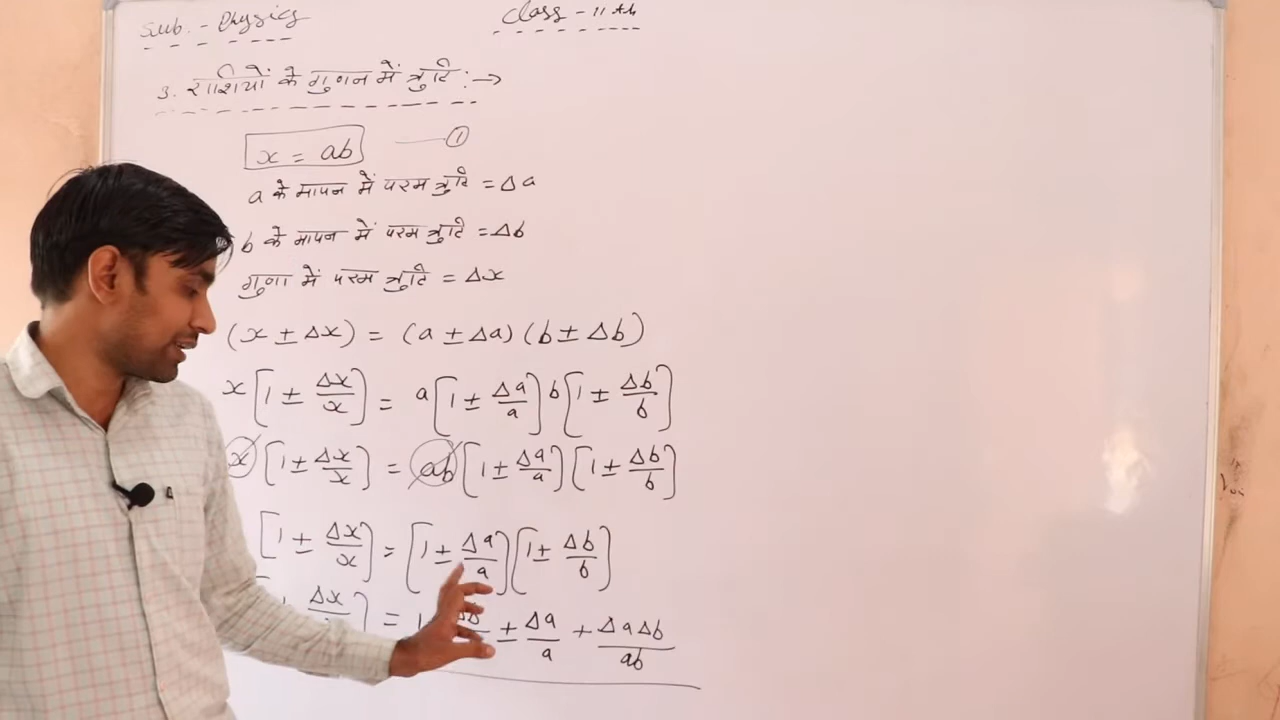 Sub. - Physics
Class - 11th
3. राशियों के गुणन में त्रुटि : →
x = ab —— ①
a के मापन में परम त्रुटि = Δa
b के मापन में परम त्रुटि = Δb
गुणा में परम त्रुटि = Δx
(x ± Δx) = (a ± Δa) (b ± Δb)
x [1 ± Δx/x] = a [1 ± Δa/a] b [1 ± Δb/b]
x [1 ± Δx/x] = ab [1 ± Δa/a] [1 ± Δb/b]
[1 ± Δx/x] = [1 ± Δa/a] [1 ± Δb/b]
Δx ] = ± Δa/a + ΔaΔb/ab